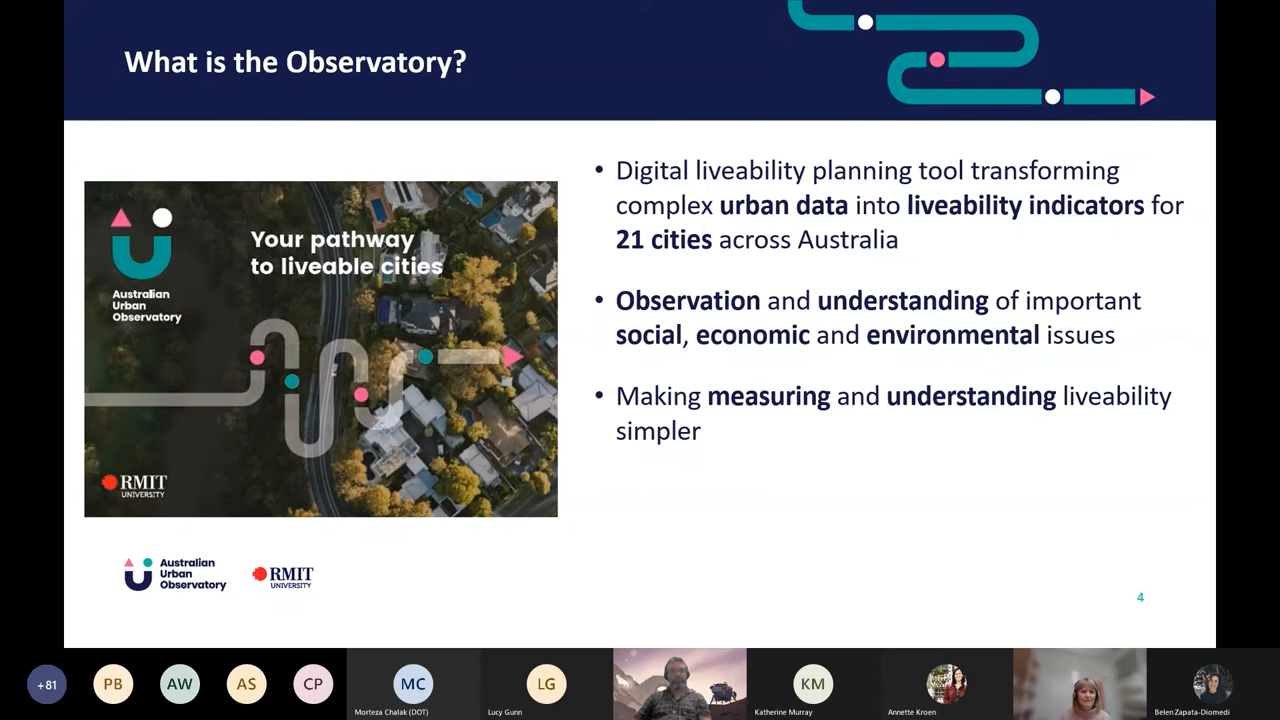 What is the Observatory?
Your pathway
to liveable cities
Australian
Urban
Observatory
RMIT
UNIVERSITY
• Digital liveability planning tool transforming
complex urban data into liveability indicators for
21 cities across Australia
• Observation and understanding of important
social, economic and environmental issues
• Making measuring and understanding liveability
simpler
Australian
Urban
Observatory
RMIT
UNIVERSITY
4
+81
PB
AW
AS
CP
MC
Morteza Chalak (DOT)
LG
Lucy Gunn
KM
Katherine Murray
Annette Kroen
Belen Zapata-Diomedi